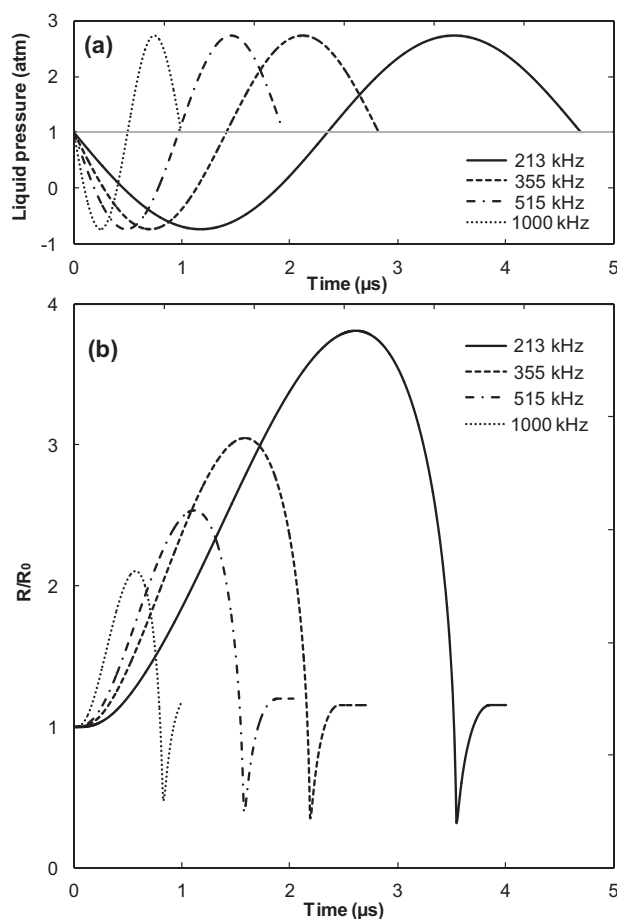 (a)
Liquid pressure (atm)
3
2
1
0
-1
213 kHz
355 kHz
515 kHz
1000 kHz
0 1 2 3 4 5
Time (µs)
(b)
R/R0
4
3
2
1
0
213 kHz
355 kHz
515 kHz
1000 kHz
0 1 2 3 4 5
Time (µs)